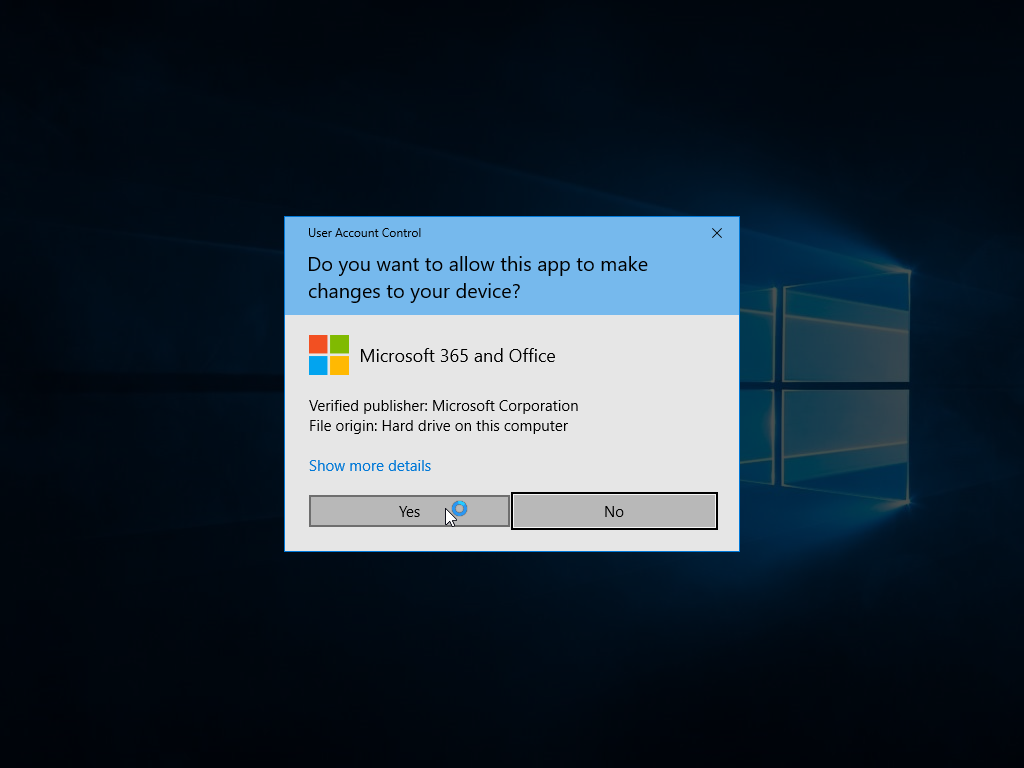 User Account Control
Do you want to allow this app to make
changes to your device?
Microsoft 365 and Office
Verified publisher: Microsoft Corporation
File origin: Hard drive on this computer
Show more details
Yes
No